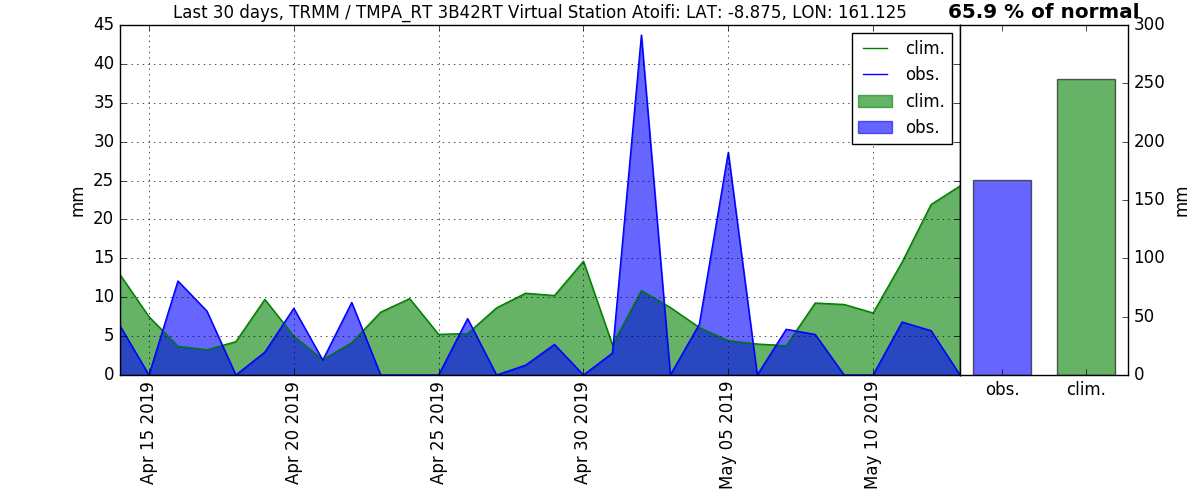 Last 30 days, TRMM / TMPA_RT 3B42RT Virtual Station Atoifi: LAT: -8.875, LON: 161.125
65.9 % of normal
45
40
35
30
25
20
15
10
5
0
mm
clim.
obs.
clim.
obs.
300
250
200
150
100
50
0
mm
obs.
clim.
Apr 15 2019
Apr 20 2019
Apr 25 2019
Apr 30 2019
May 05 2019
May 10 2019